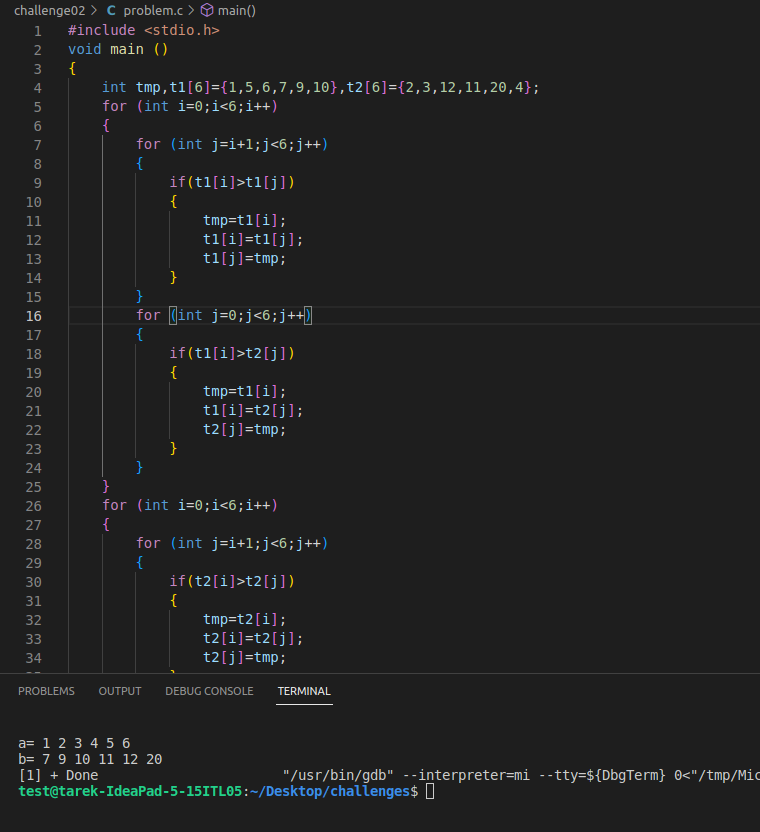 challenge02 > C problem.c > main()
1 #include <stdio.h>
2 void main ()
3 {
4 int tmp,t1[6]={1,5,6,7,9,10},t2[6]={2,3,12,11,20,4};
5 for (int i=0;i<6;i++)
6 {
7 for (int j=i+1;j<6;j++)
8 {
9 if(t1[i]>t1[j])
10 {
11 tmp=t1[i];
12 t1[i]=t1[j];
13 t1[j]=tmp;
14 }
15 }
16 for (int j=0;j<6;j++)
17 {
18 if(t1[i]>t2[j])
19 {
20 tmp=t1[i];
21 t1[i]=t2[j];
22 t2[j]=tmp;
23 }
24 }
25 }
26 for (int i=0;i<6;i++)
27 {
28 for (int j=i+1;j<6;j++)
29 {
30 if(t2[i]>t2[j])
31 {
32 tmp=t2[i];
33 t2[i]=t2[j];
34 t2[j]=tmp;
PROBLEMS OUTPUT DEBUG CONSOLE TERMINAL
a= 1 2 3 4 5 6
b= 7 9 10 11 12 20
[1] + Done "/usr/bin/gdb" --interpreter=mi --tty=${DbgTerm} 0<"/tmp/Mic
test@tarek-IdeaPad-5-15ITL05:~/Desktop/challenges$